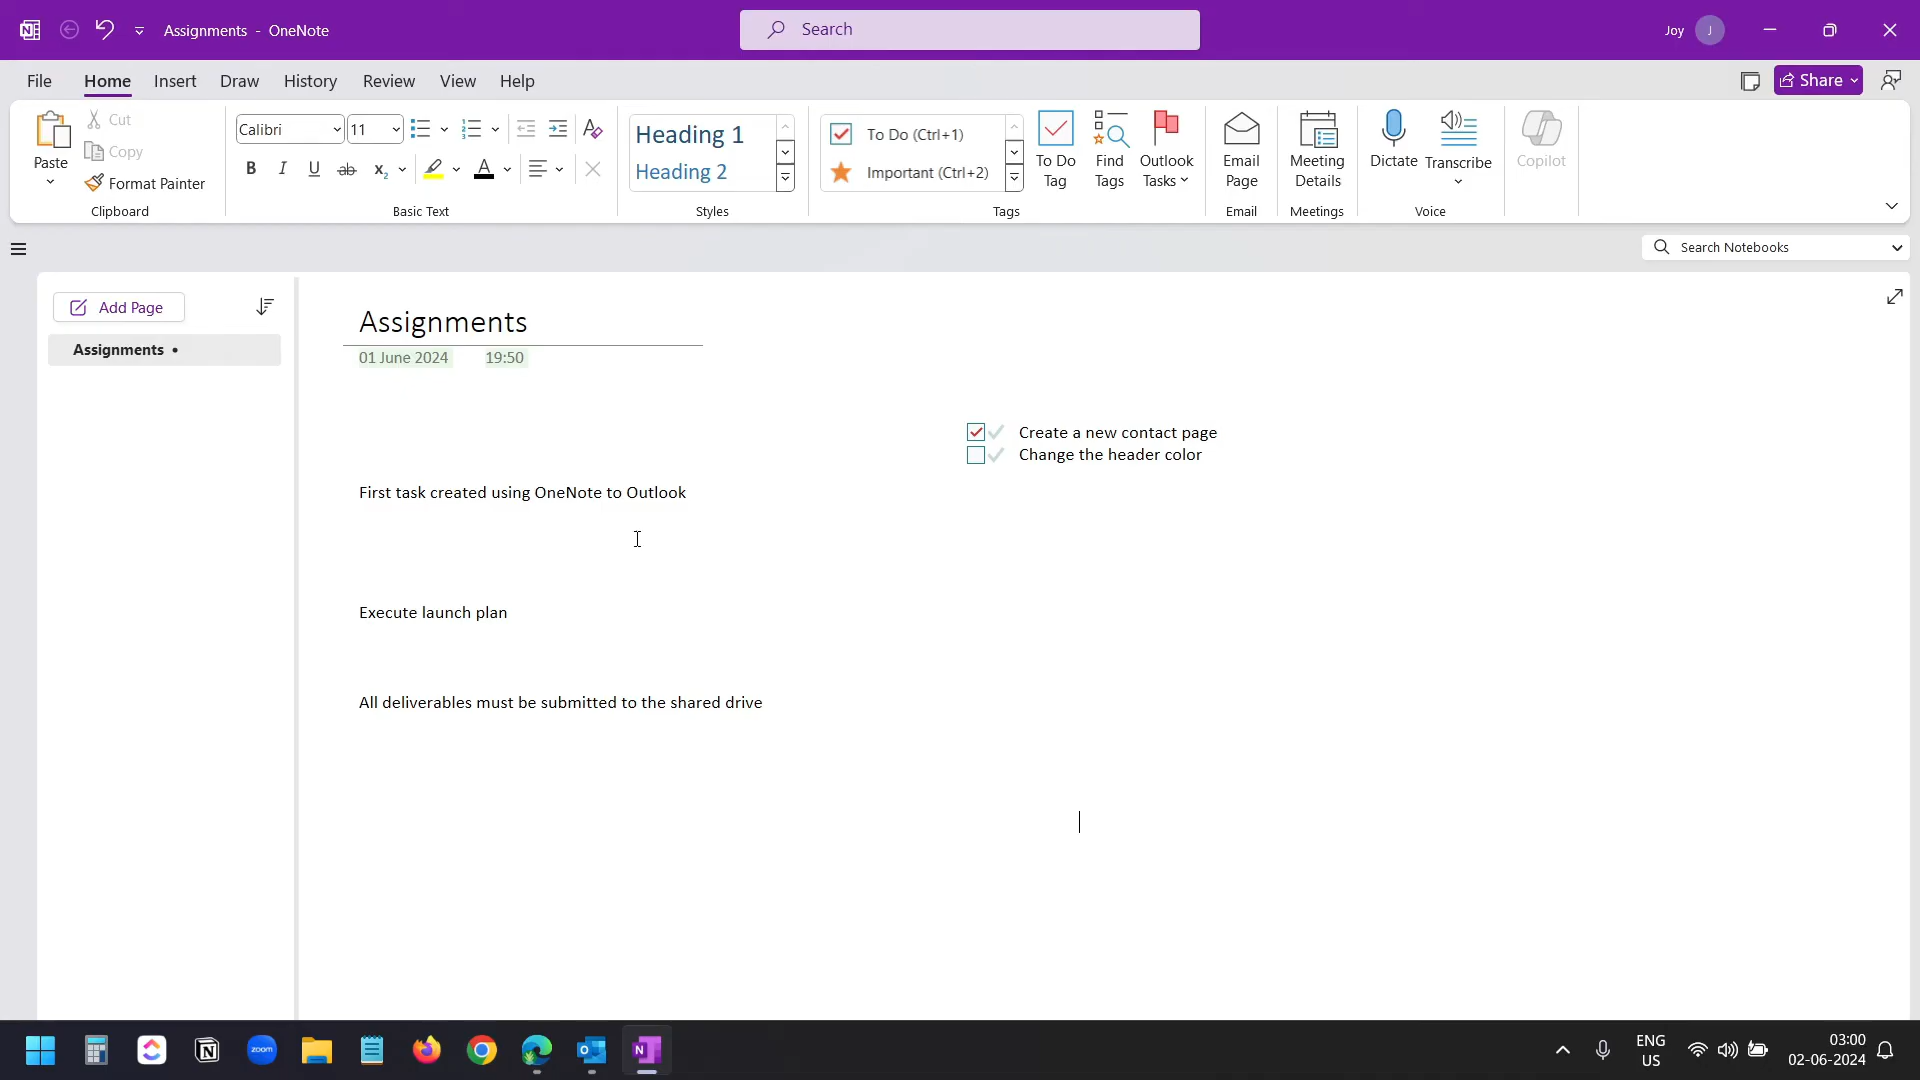 Assignments - OneNote
Search
Joy
J
File Home Insert Draw History Review View Help
Share
Paste
Cut
Copy
Format Painter
Clipboard
Calibri 11
Basic Text
Heading 1
Heading 2
Styles
To Do (Ctrl+1)
Important (Ctrl+2)
To Do Tag
Find Tags
Outlook Tasks
Tags
Email Page
Email
Meeting Details
Meetings
Dictate
Transcribe
Voice
Copilot
Search Notebooks
Add Page
Assignments •
Assignments
01 June 2024 19:50
Create a new contact page
Change the header color
First task created using OneNote to Outlook
Execute launch plan
All deliverables must be submitted to the shared drive
zoom
ENG
US
03:00
02-06-2024